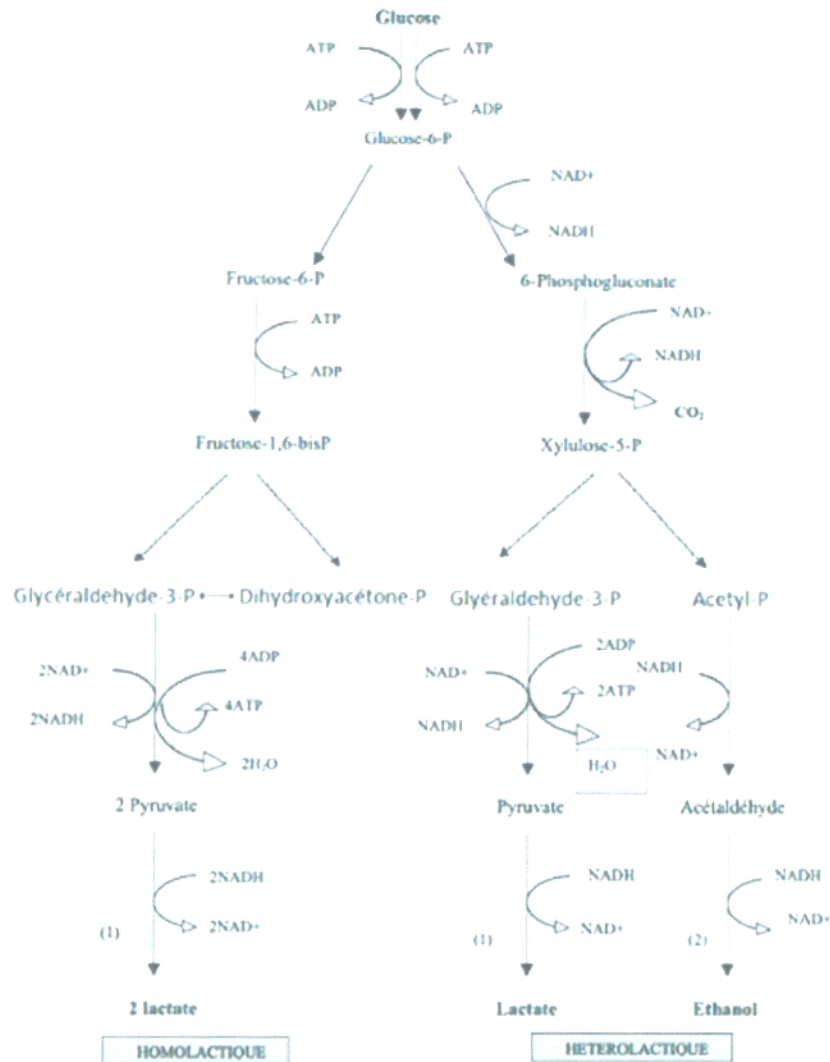 Glucose
ATP ATP
ADP ADP
Glucose-6-P
NAD+
NADH
Fructose-6-P 6-Phosphogluconate
ATP NAD+
ADP NADH
CO₂
Fructose-1,6-bisP Xylulose-5-P
Glycéraldehyde-3-P Dihydroxyacétone-P Glyéraldehyde-3-P Acetyl-P
2NAD+ 4ADP NAD+ 2ADP NADH
2NADH 4ATP NADH 2ATP NAD+
2H₂O H₂O
2 Pyruvate Pyruvate Acétaldéhyde
2NADH NADH NADH
(1) 2NAD+ (1) NAD+ (2) NAD+
2 lactate Lactate Ethanol
HOMOLACTIQUE HETEROLACTIQUE